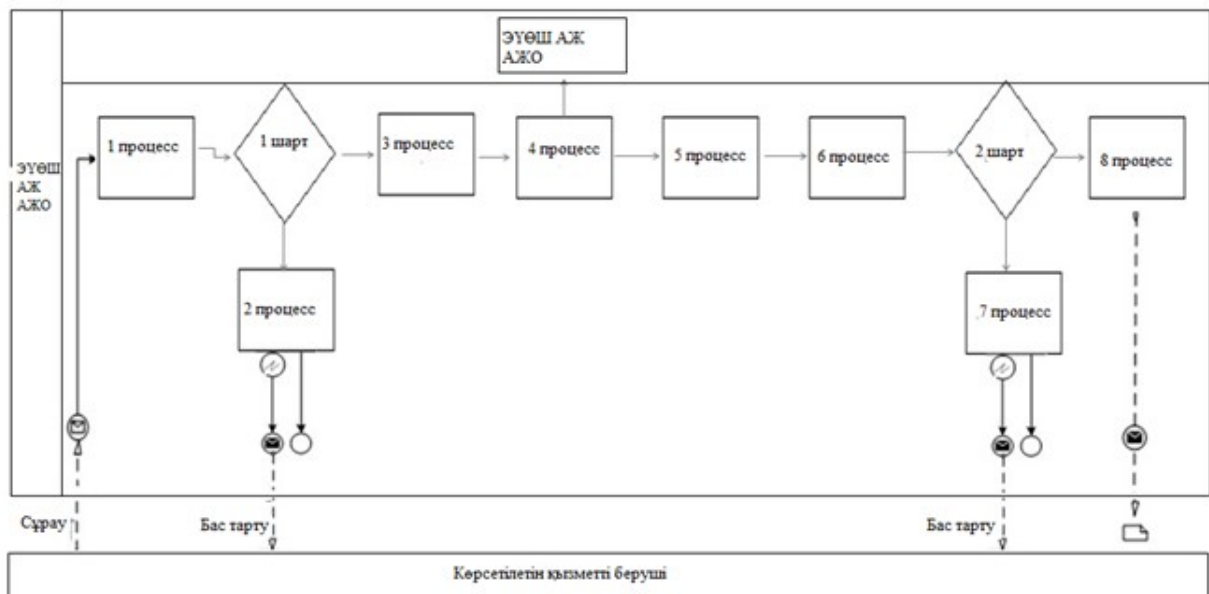 ЭҮӨШ АЖ
АЖО
ЭҮӨШ
АЖ
АЖО
1 процесс
1 шарт
3 процесс
4 процесс
5 процесс
6 процесс
2 шарт
8 процесс
2 процесс
7 процесс
Сұрау
Бас тарту
Бас тарту
Көрсетілетін қызметті беруші